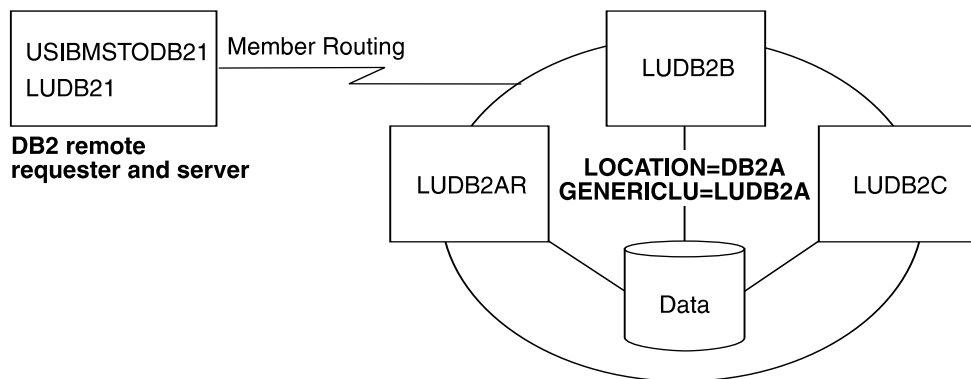 USIBMSTODB21
LUDB21
DB2 remote
requester and server
Member Routing
LUDB2B
LUDB2AR
LOCATION=DB2A
GENERICLU=LUDB2A
LUDB2C
Data